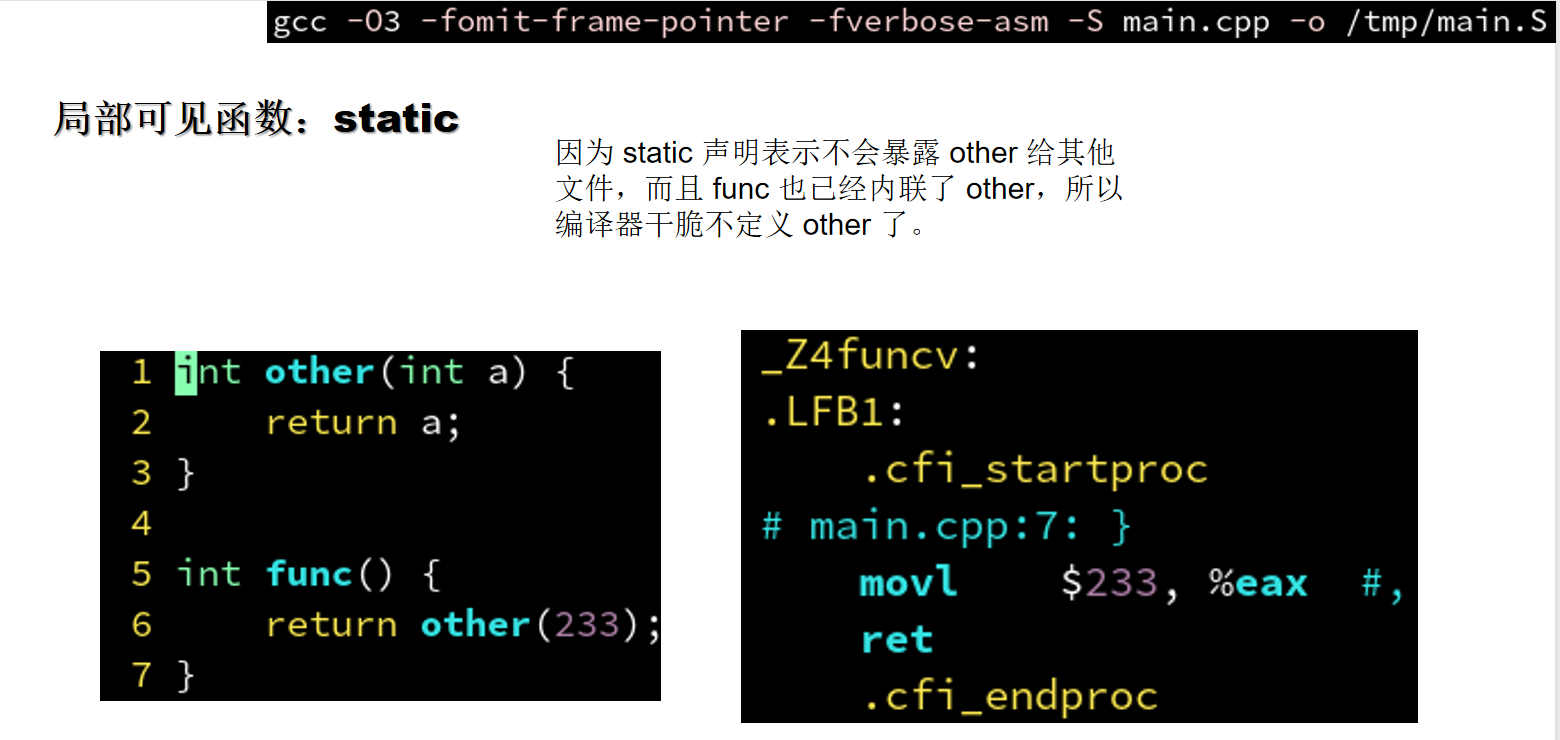 gcc -O3 -fomit-frame-pointer -fverbose-asm -S main.cpp -o /tmp/main.S
局部可见函数：static
因为 static 声明表示不会暴露 other 给其他
文件，而且 func 也已经内联了 other，所以
编译器干脆不定义 other 了。
1 int other(int a) {
2     return a;
3 }
4
5 int func() {
6     return other(233);
7 }
_Z4funcv:
.LFB1:
    .cfi_startproc
# main.cpp:7: }
    movl    $233, %eax  #,
    ret
    .cfi_endproc